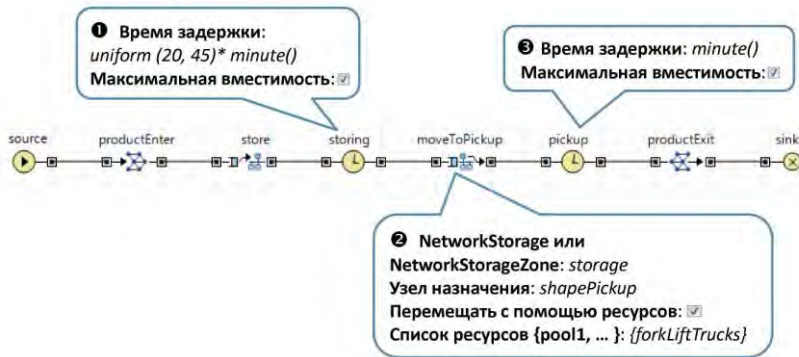 ❶ Время задержки:
uniform (20, 45)* minute()
Максимальная вместимость: ☑
❸ Время задержки: minute()
Максимальная вместимость: ☑
source productEnter store storing moveToPickup pickup productExit sink
❷ NetworkStorage или
NetworkStorageZone: storage
Узел назначения: shapePickup
Перемещать с помощью ресурсов: ☑
Список ресурсов {pool1, ... }: {forkLiftTrucks}